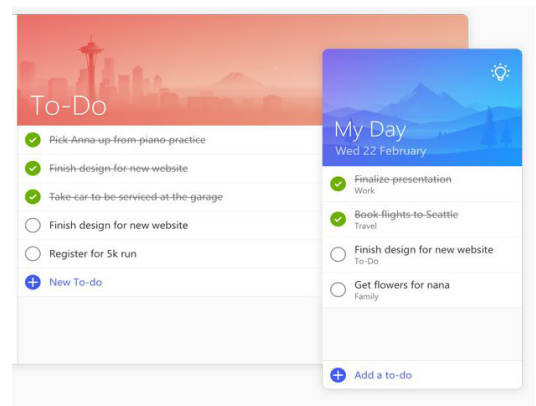 To-Do
Pick Anna up from piano practice
Finish design for new website
Take car to be serviced at the garage
Finish design for new website
Register for 5k run
New To-do
My Day
Wed 22 February
Finalize presentation
Work
Book flights to Seattle
Travel
Finish design for new website
To-Do
Get flowers for nana
Family
Add a to-do